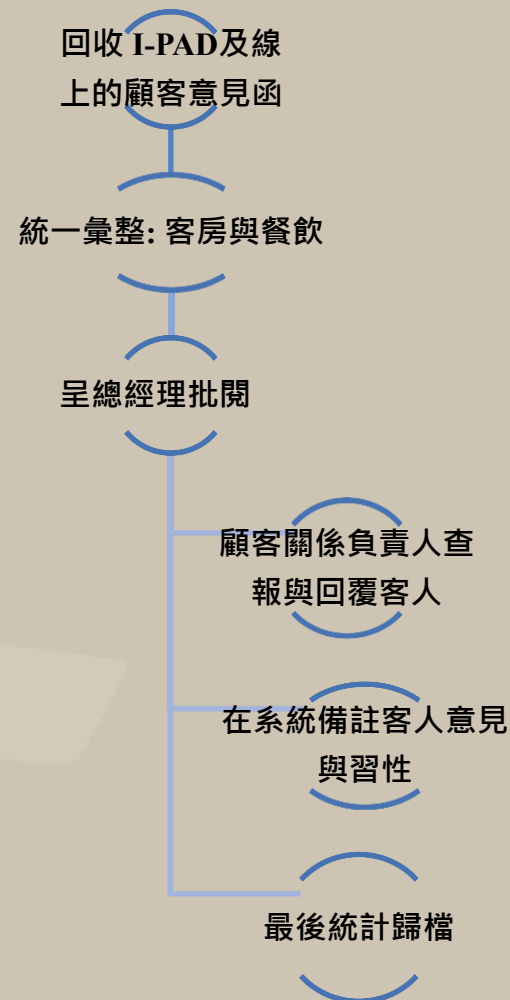 回收 I-PAD及線
上的顧客意見函
統一彙整: 客房與餐飲
呈總經理批閱
顧客關係負責人查
報與回覆客人
在系統備註客人意見
與習性
最後統計歸檔